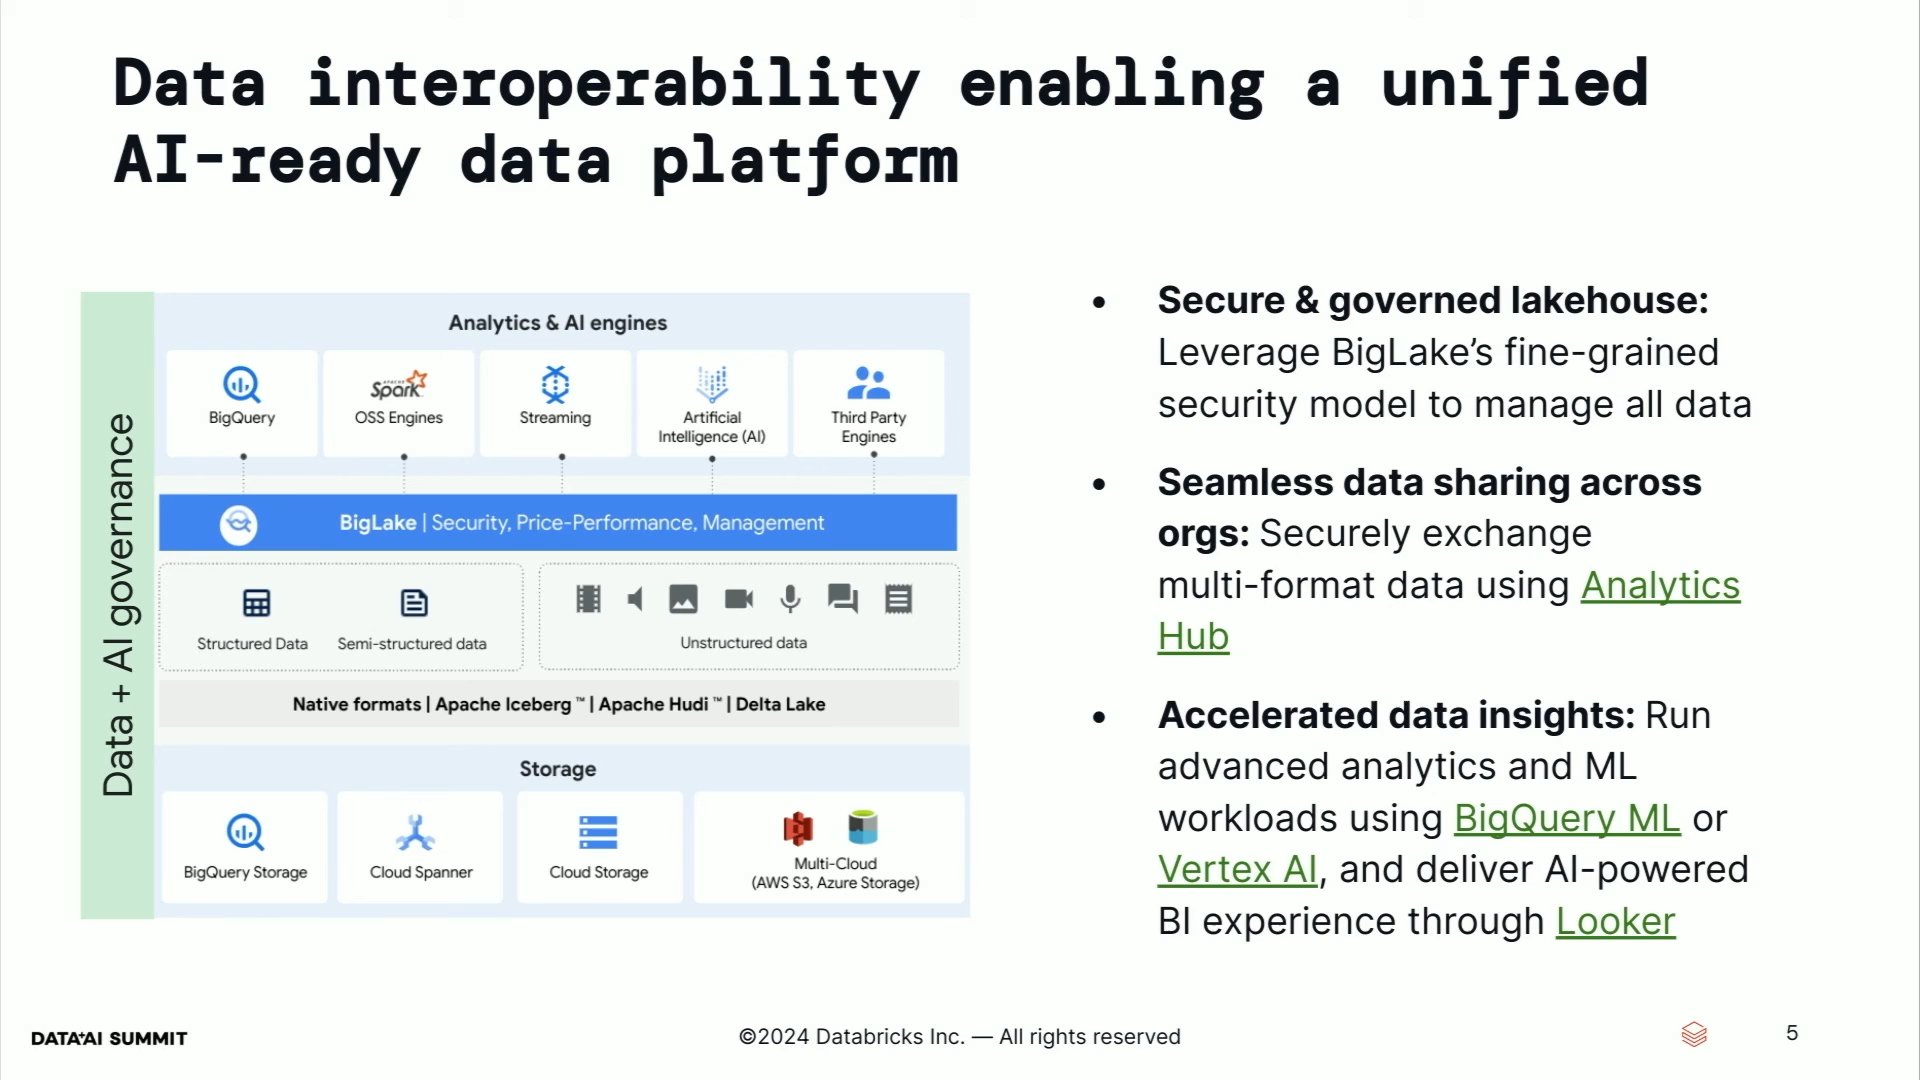 Data interoperability enabling a unified
AI-ready data platform
Data + AI governance
Analytics & AI engines
BigQuery
APACHE
Spark
OSS Engines
Streaming
Artificial
Intelligence (AI)
Third Party
Engines
BigLake | Security, Price-Performance, Management
Structured Data
Semi-structured data
Unstructured data
Native formats | Apache Iceberg ™ | Apache Hudi ™ | Delta Lake
Storage
BigQuery Storage
Cloud Spanner
Cloud Storage
Multi-Cloud
(AWS S3, Azure Storage)
• Secure & governed lakehouse:
Leverage BigLake’s fine-grained
security model to manage all data
• Seamless data sharing across
orgs: Securely exchange
multi-format data using Analytics
Hub
• Accelerated data insights: Run
advanced analytics and ML
workloads using BigQuery ML or
Vertex AI, and deliver AI-powered
BI experience through Looker
DATA+AI SUMMIT
©2024 Databricks Inc. — All rights reserved
5